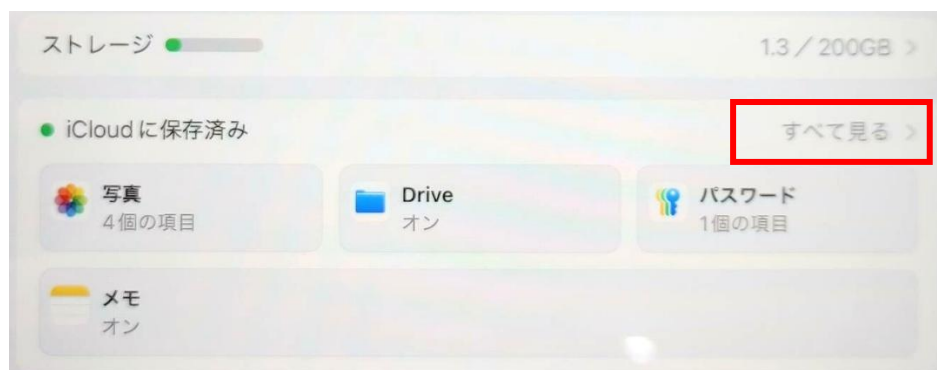 ストレージ 1.3 / 200GB >
iCloudに保存済み すべて見る >
写真 Drive パスワード
4個の項目 オン 1個の項目
メモ
オン